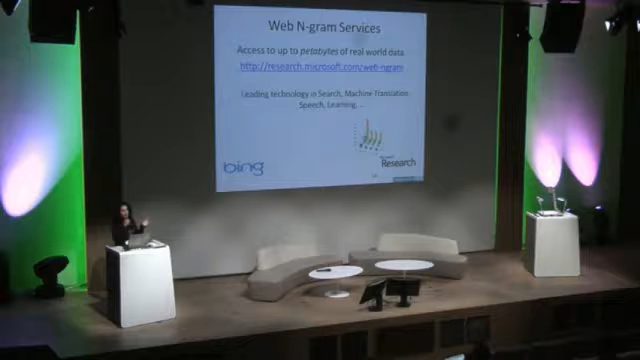 Web N-gram Services
Access to up to petabytes of real world data
http://research.microsoft.com/web-ngram
Leading technology in Search, Machine Translation,
Speech, Learning, ...
bing
Research